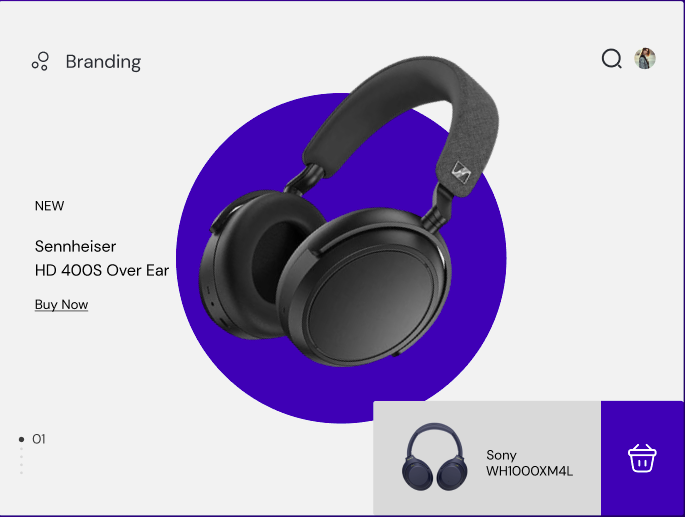 Branding
NEW
Sennheiser
HD 400S Over Ear
Buy Now
01
Sony
WH1000XM4L